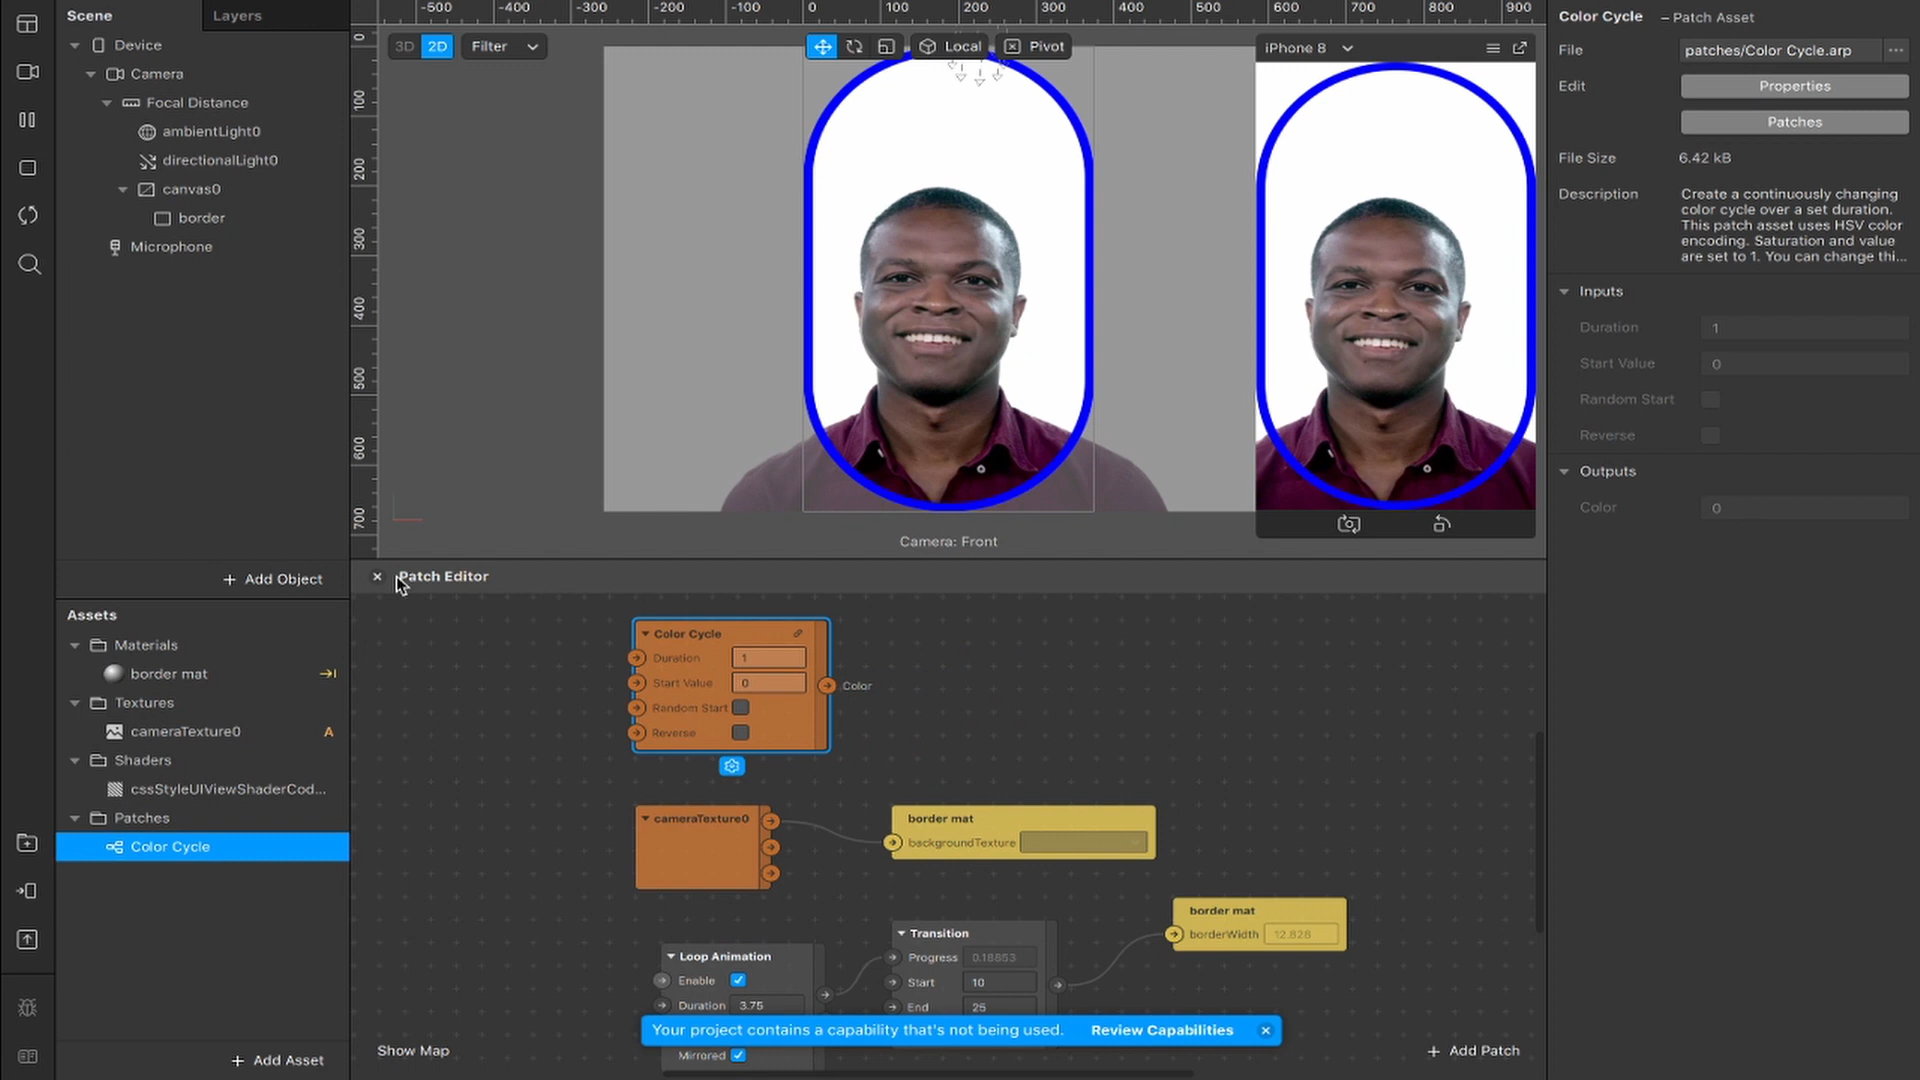 Scene
Layers
Device
Camera
Focal Distance
ambientLight0
directionalLight0
canvas0
border
Microphone
+ Add Object
Assets
Materials
border mat
Textures
cameraTexture0
A
Shaders
cssStyleUIViewShaderCod...
Patches
Color Cycle
+ Add Asset
-500 -400 -300 -200 -100 0 100 200 300 400 500 600 700 800 900
0
100
200
300
400
500
600
700
3D 2D
Filter
Local
Pivot
Camera: Front
iPhone 8
Patch Editor
Color Cycle
Duration 1
Start Value 0
Random Start
Reverse
Color
cameraTexture0
border mat
backgroundTexture
border mat
borderWidth 12.828
Transition
Progress 0.18853
Start 10
End 25
Loop Animation
Enable
Duration 3.75
Mirrored
Your project contains a capability that's not being used. Review Capabilities
Show Map
+ Add Patch
Color Cycle – Patch Asset
File patches/Color Cycle.arp ...
Edit Properties
Patches
File Size 6.42 kB
Description Create a continuously changing
color cycle over a set duration.
This patch asset uses HSV color
encoding. Saturation and value
are set to 1. You can change thi...
Inputs
Duration 1
Start Value 0
Random Start
Reverse
Outputs
Color 0